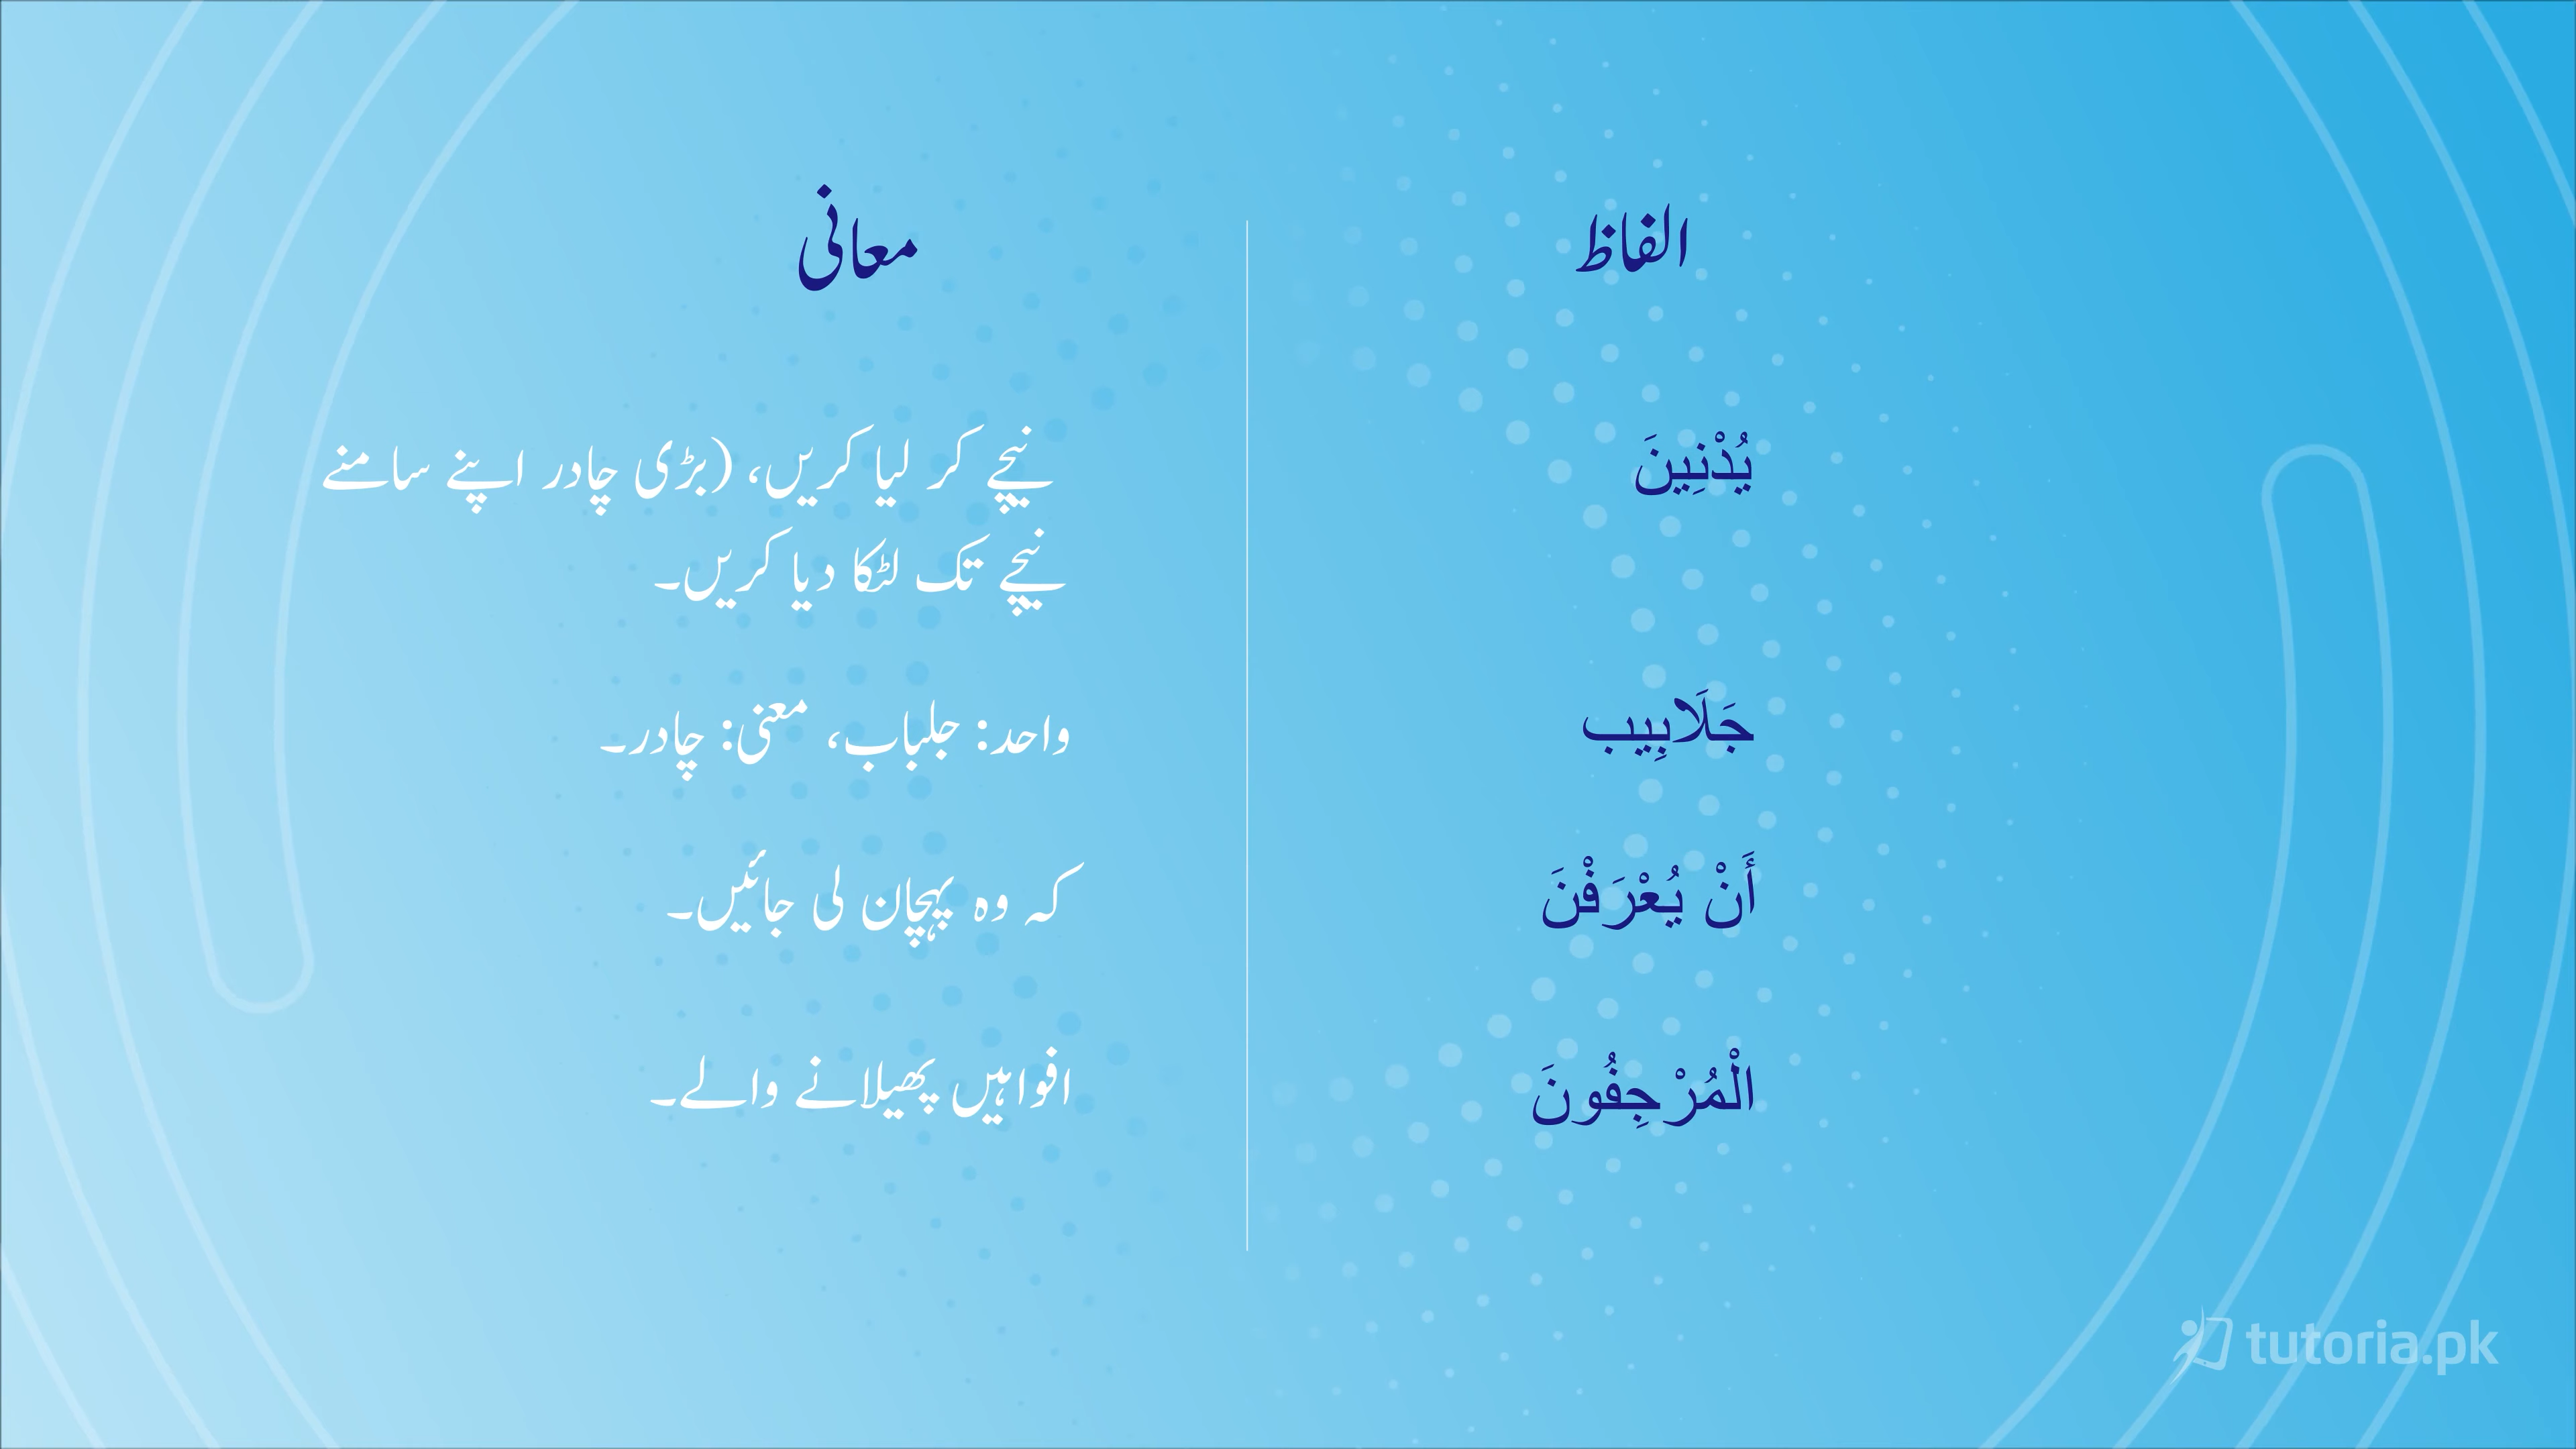 الفاظ
معانی
يُدْنِينَ
نیچے کر لیا کریں، (بڑی چادر اپنے سامنے
نیچے تک لٹکا دیا کریں۔
جَلَابِيب
واحد: جلباب، معنی: چادر۔
أَنْ يُعْرَفْنَ
کہ وہ پہچان لی جائیں۔
الْمُرْجِفُونَ
افواہیں پھیلانے والے۔
tutoria.pk